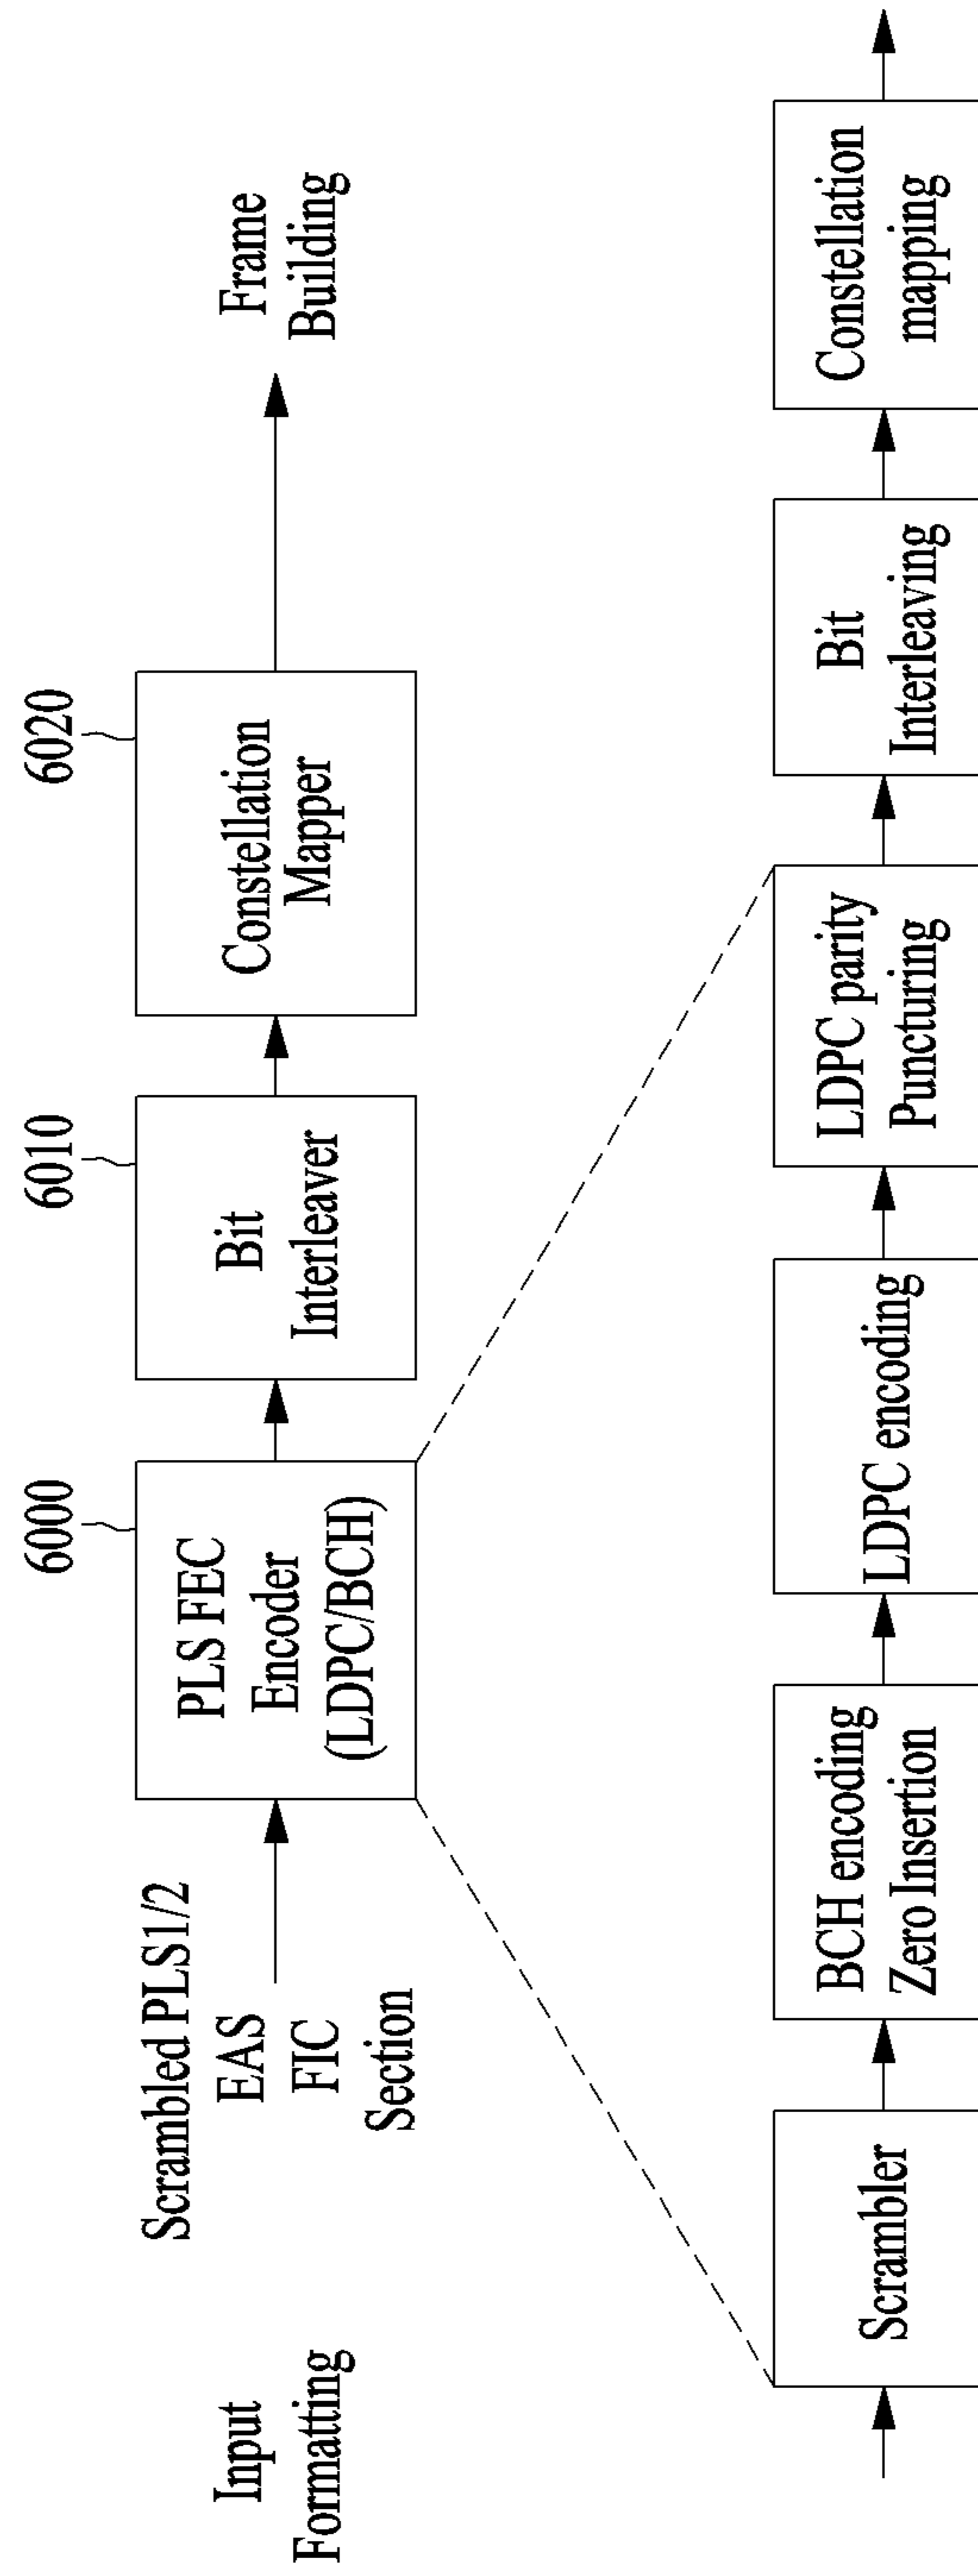 Input
Formatting
Scrambled PLS1/2
EAS
FIC
Section
6000
PLS FEC
Encoder
(LDPC/BCH)
6010
Bit
Interleaver
6020
Constellation
Mapper
Frame
Building
Scrambler
BCH encoding
Zero Insertion
LDPC encoding
LDPC parity
Puncturing
Bit
Interleaving
Constellation
mapping